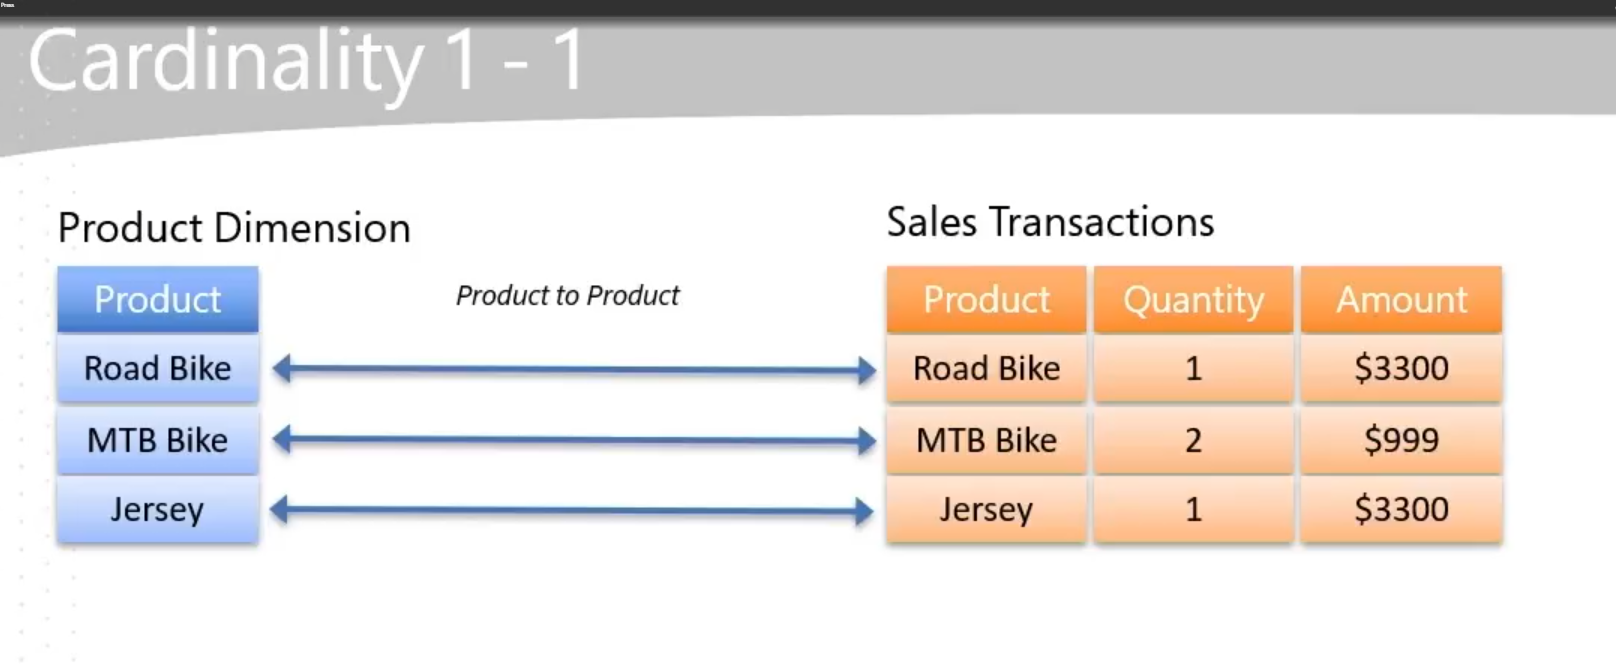 Press
Cardinality 1 - 1
Product Dimension
Sales Transactions
Product
Product to Product
Product Quantity Amount
Road Bike
Road Bike 1 $3300
MTB Bike
MTB Bike 2 $999
Jersey
Jersey 1 $3300